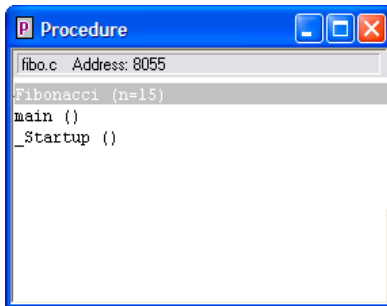 P Procedure
fibo.c Address: 8055
Fibonacci (n=15)
main ()
_Startup ()